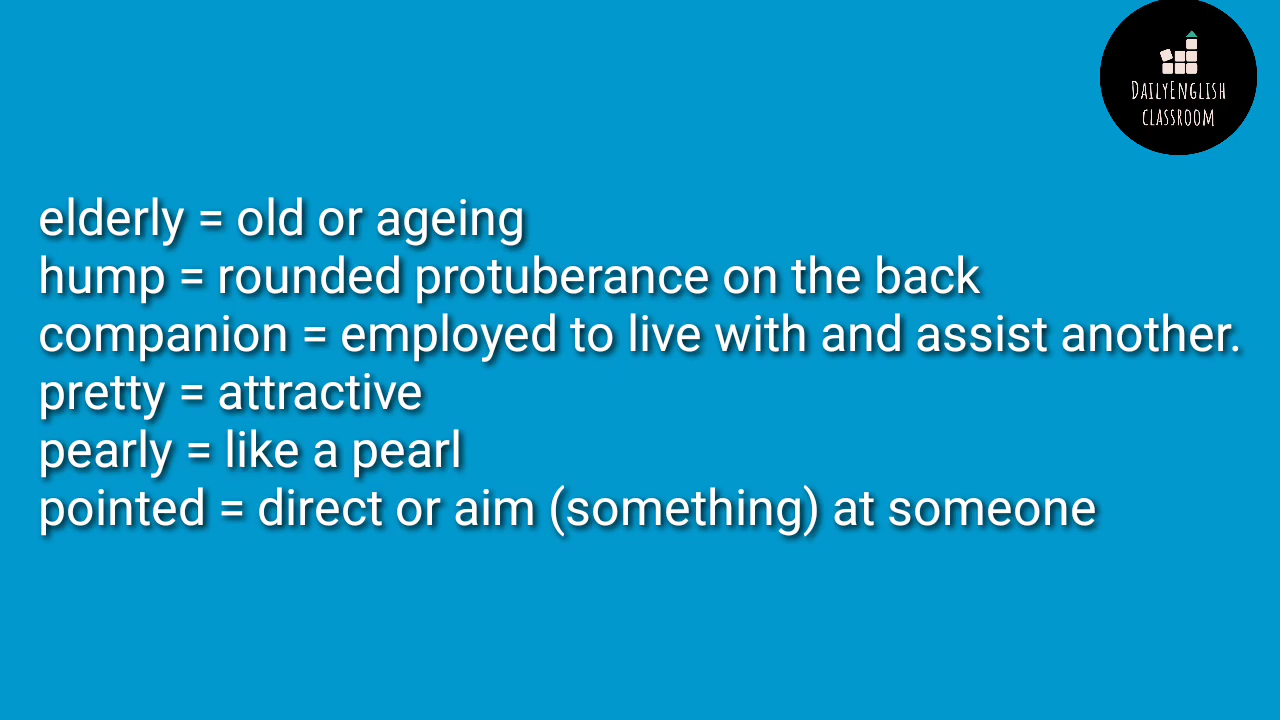 DailyEnglish
classroom
elderly = old or ageing
hump = rounded protuberance on the back
companion = employed to live with and assist another.
pretty = attractive
pearly = like a pearl
pointed = direct or aim (something) at someone